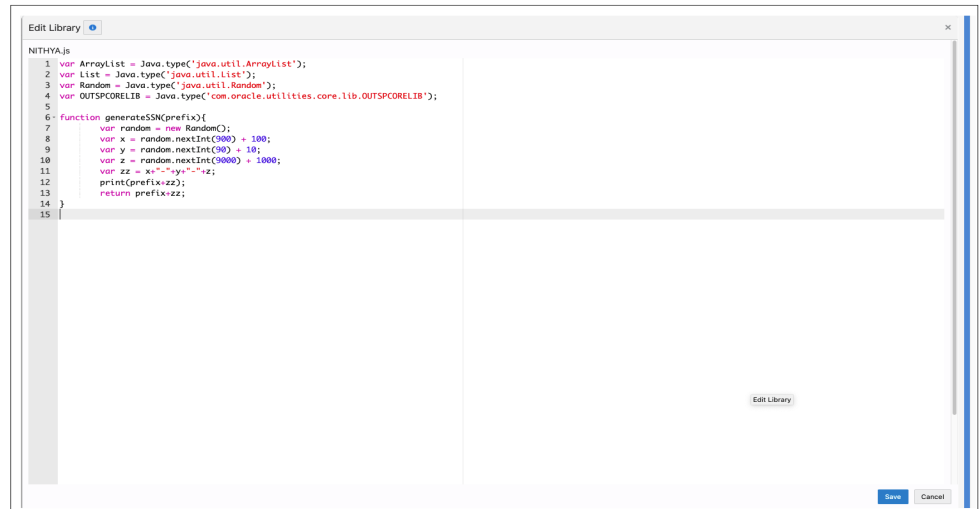 Edit Library
NITHYA.js
1 var ArrayList = Java.type('java.util.ArrayList');
2 var List = Java.type('java.util.List');
3 var Random = Java.type('java.util.Random');
4 var OUTSPCORELIB = Java.type('com.oracle.utilities.core.lib.OUTSPCORELIB');
5
6 function generateSSN(prefix){
7 var random = new Random();
8 var x = random.nextInt(900) + 100;
9 var y = random.nextInt(90) + 10;
10 var z = random.nextInt(9000) + 1000;
11 var zz = x+"-"+y+"-"+z;
12 print(prefix+zz);
13 return prefix+zz;
14 }
15
Edit Library
Save Cancel